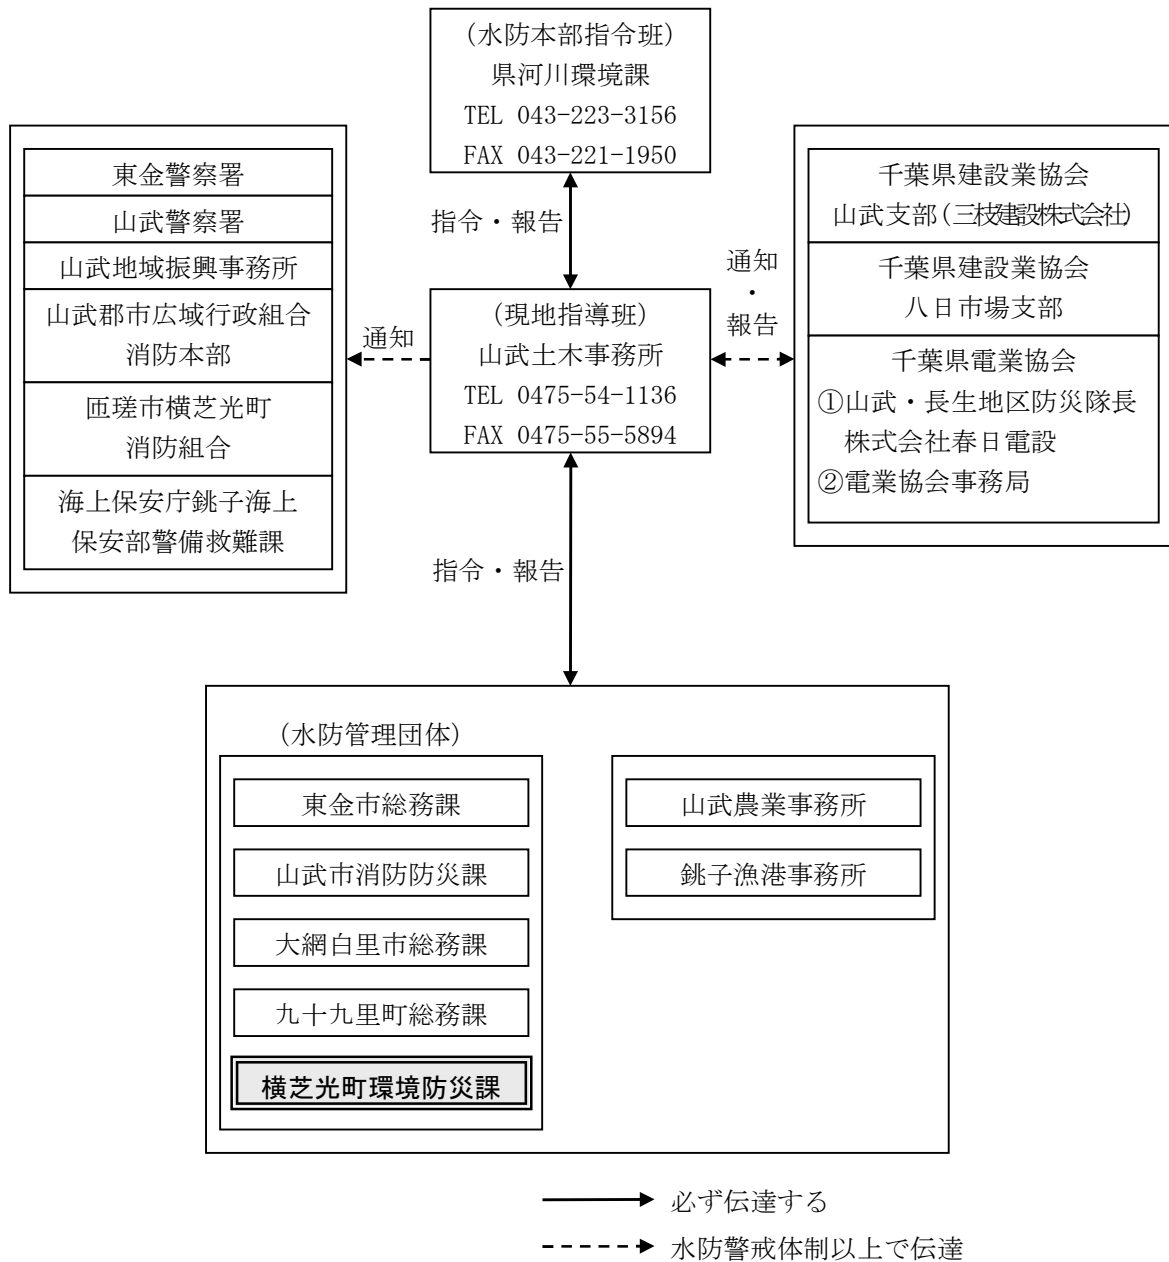 (水防本部指令班)
県河川環境課
TEL 043-223-3156
FAX 043-221-1950
指令・報告
東金警察署
山武警察署
山武地域振興事務所
山武郡市広域行政組合
消防本部
匝瑳市横芝光町
消防組合
海上保安庁銚子海上
保安部警備救難課
通知
(現地指導班)
山武土木事務所
TEL 0475-54-1136
FAX 0475-55-5894
通知
・
報告
千葉県建設業協会
山武支部(三枝建設株式会社)
千葉県建設業協会
八日市場支部
千葉県電業協会
①山武・長生地区防災隊長
株式会社春日電設
②電業協会事務局
指令・報告
(水防管理団体)
東金市総務課
山武市消防防災課
大網白里市総務課
九十九里町総務課
横芝光町環境防災課
山武農業事務所
銚子漁港事務所
必ず伝達する
水防警戒体制以上で伝達